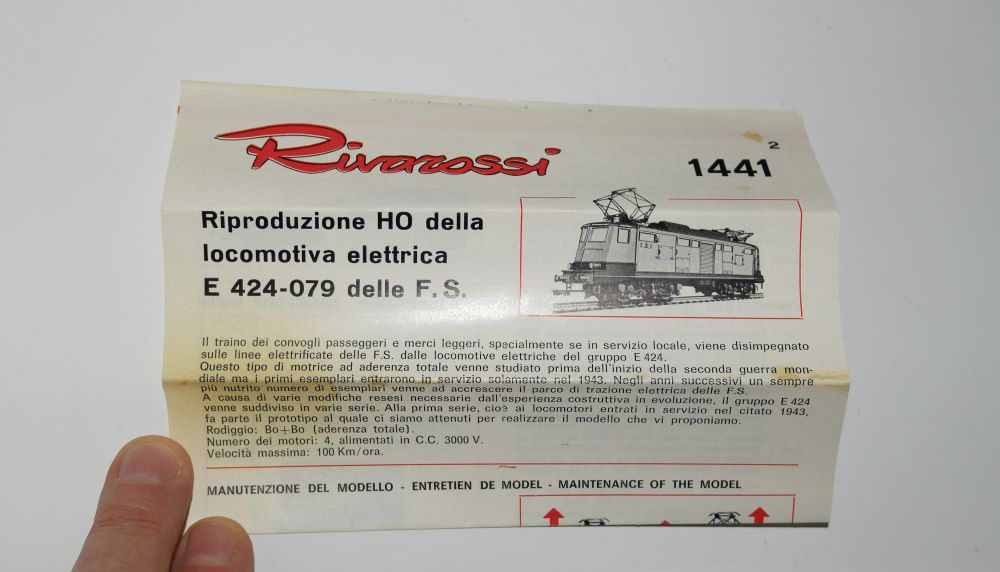 Rivarossi
1441 2
Riproduzione HO della
locomotiva elettrica
E 424-079 delle F.S.
Il traino dei convogli passeggeri e merci leggeri, specialmente se in servizio locale, viene disimpegnato
sulle linee elettrificate delle F.S. dalle locomotive elettriche del gruppo E 424.
Questo tipo di motrice ad aderenza totale venne studiato prima dell'inizio della seconda guerra mon-
diale ma i primi esemplari entrarono in servizio solamente nel 1943. Negli anni successivi un sempre
più nutrito numero di esemplari venne ad accrescere il parco di trazione elettrica delle F.S.
A causa di varie modifiche resesi necessarie dall'esperienza costruttiva in evoluzione, il gruppo E 424
venne suddiviso in varie serie. Alla prima serie, cioè ai locomotori entrati in servizio nel citato 1943,
fa parte il prototipo al quale ci siamo attenuti per realizzare il modello che vi proponiamo.
Rodiggio: Bo+Bo (aderenza totale).
Numero dei motori: 4, alimentati in C.C. 3000 V.
Velocità massima: 100 Km/ora.
MANUTENZIONE DEL MODELLO - ENTRETIEN DE MODEL - MAINTENANCE OF THE MODEL